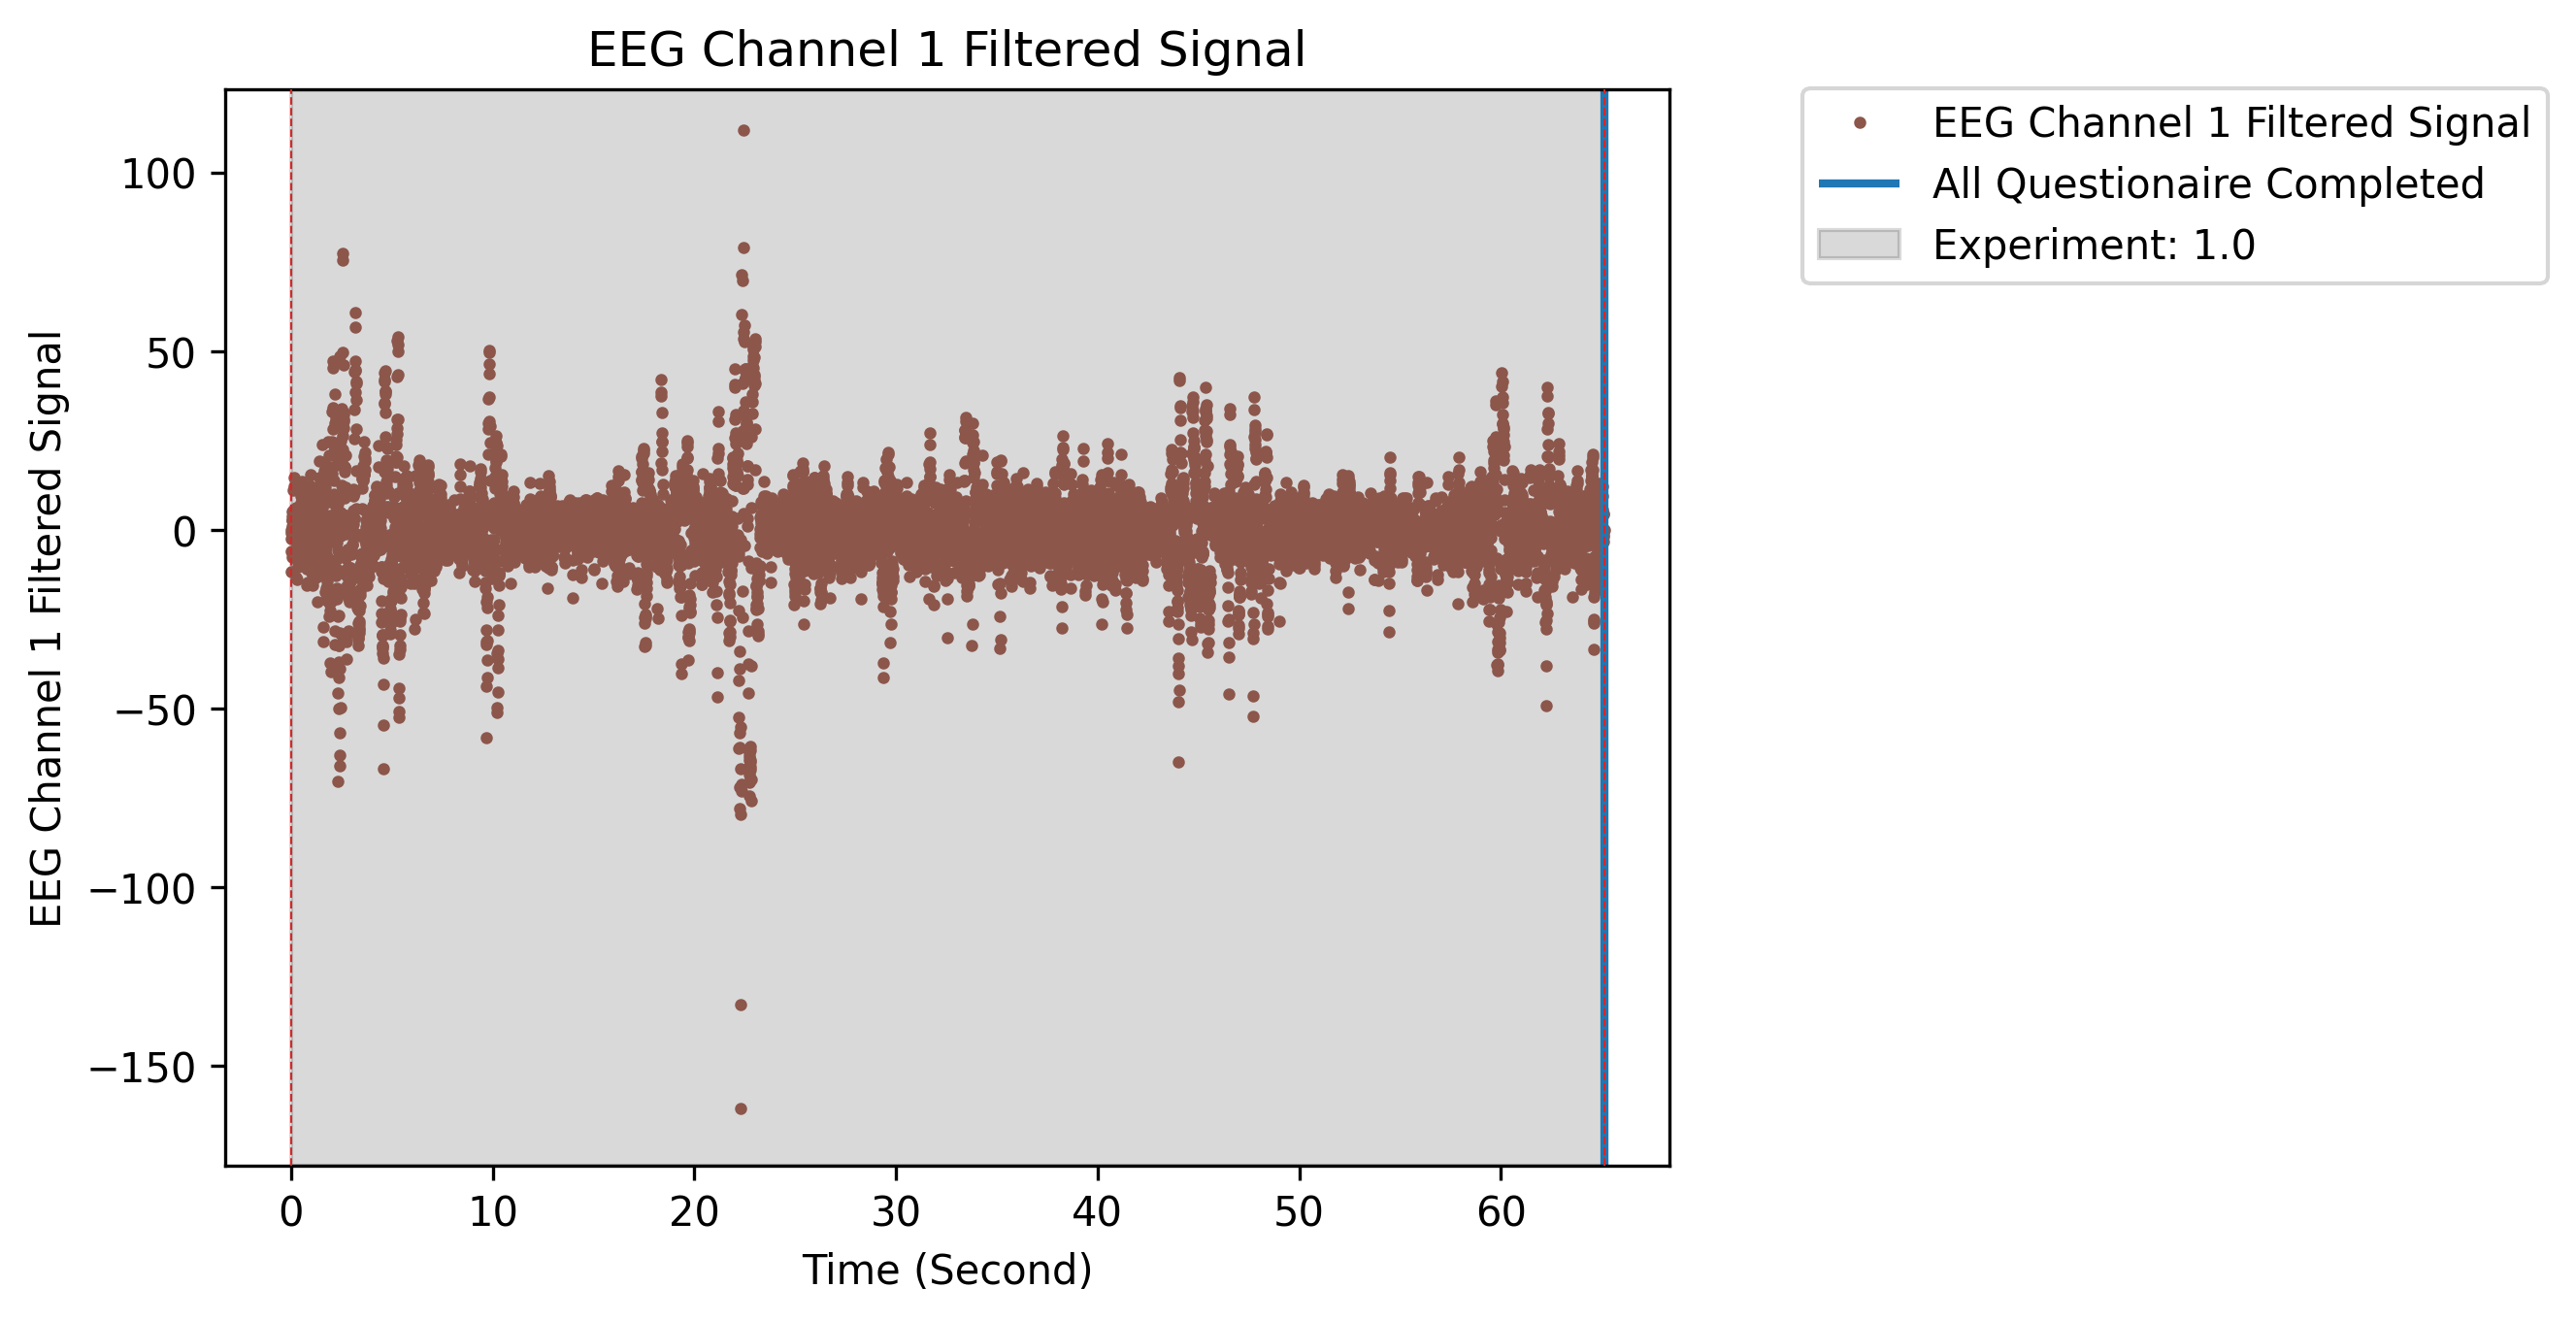 EEG Channel 1 Filtered Signal
EEG Channel 1 Filtered Signal
All Questionaire Completed
Experiment: 1.0
EEG Channel 1 Filtered Signal
100
50
0
−50
−100
−150
0 10 20 30 40 50 60
Time (Second)